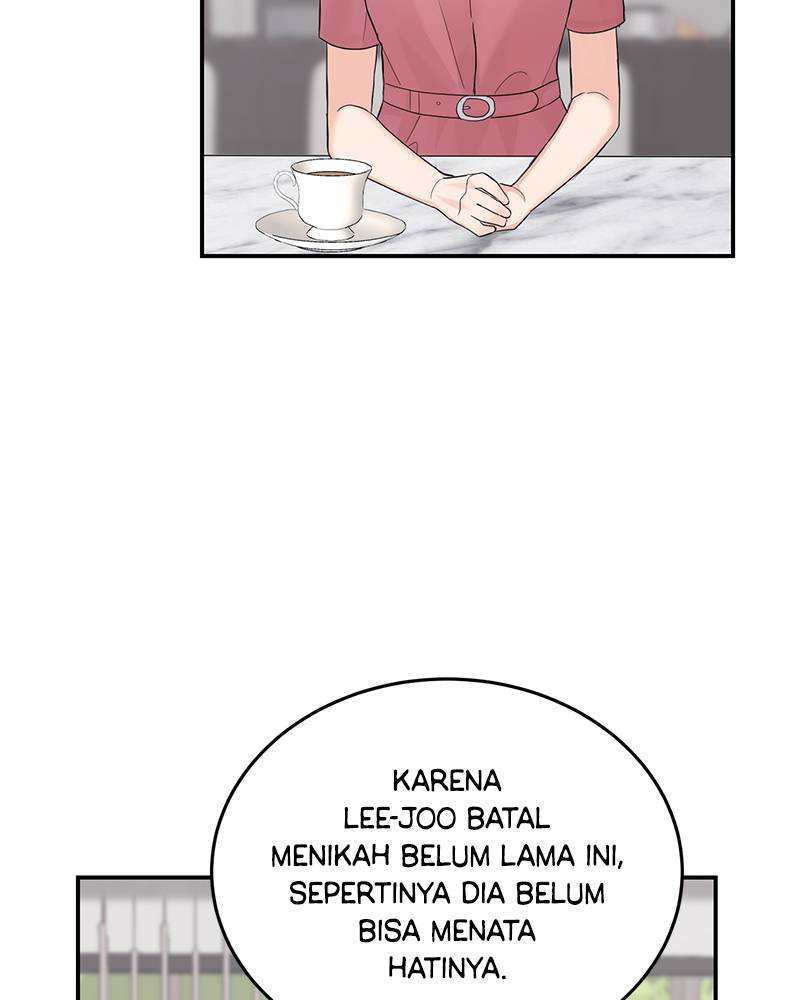 KARENA
LEE-JOO BATAL
MENIKAH BELUM LAMA INI,
SEPERTINYA DIA BELUM
BISA MENATA
HATINYA.